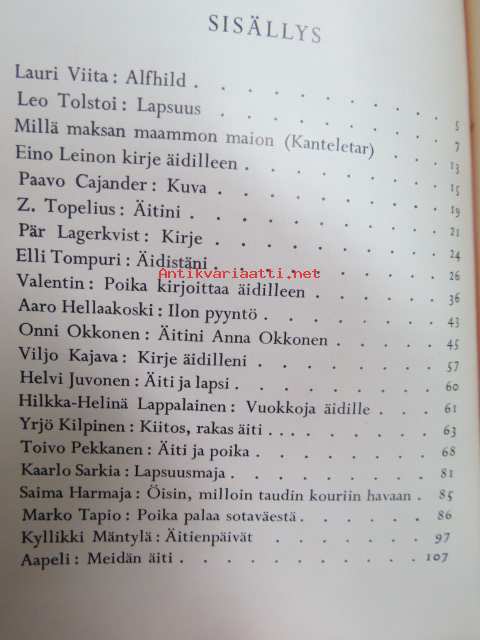 SISÄLLYS
Lauri Viita : Alfhild . . . . . . . . . 5
Leo Tolstoi : Lapsuus . . . . . . . . 7
Millä maksan maammon maion (Kanteletar) . . . 13
Eino Leinon kirje äidilleen . . . . . . . 15
Paavo Cajander : Kuva . . . . . . . . 19
Z. Topelius : Äitini . . . . . . . . . 21
Pär Lagerkvist : Kirje . . . . . . . . 24
Elli Tompuri : Äidistäni . . . . . . . 26
Antikvariaatti.net
Valentin : Poika kirjoittaa äidilleen . . . . . 36
Aaro Hellaakoski : Ilon pyyntö . . . . . . 43
Onni Okkonen : Äitini Anna Okkonen . . . . 45
Viljo Kajava : Kirje äidilleni . . . . . . . 57
Helvi Juvonen : Äiti ja lapsi . . . . . . . 60
Hilkka-Helinä Lappalainen : Vuokkoja äidille . . . 61
Yrjö Kilpinen : Kiitos, rakas äiti . . . . . . . 63
Toivo Pekkanen : Äiti ja poika . . . . . . 68
Kaarlo Sarkia : Lapsuusmaja . . . . . . . 81
Saima Harmaja : Öisin, milloin taudin kouriin havaan . 85
Marko Tapio : Poika palaa sotaväestä . . . . . 86
Kyllikki Mäntylä : Äitienpäivät . . . . . . 97
Aapeli : Meidän äiti . . . . . . . . . 107